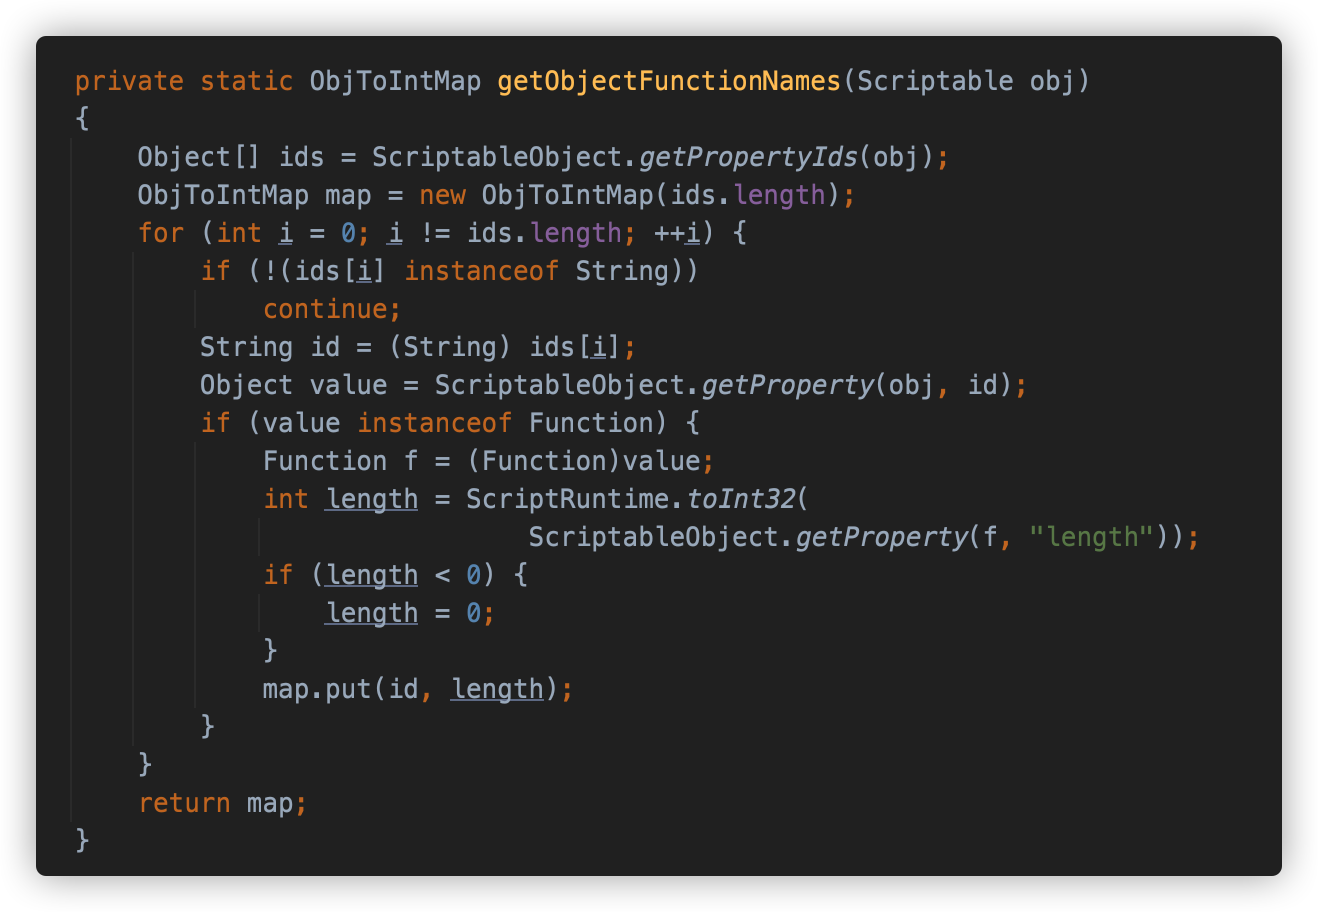 private static ObjToIntMap getObjectFunctionNames(Scriptable obj)
{
    Object[] ids = ScriptableObject.getPropertyIds(obj);
    ObjToIntMap map = new ObjToIntMap(ids.length);
    for (int i = 0; i != ids.length; ++i) {
        if (!(ids[i] instanceof String))
            continue;
        String id = (String) ids[i];
        Object value = ScriptableObject.getProperty(obj, id);
        if (value instanceof Function) {
            Function f = (Function)value;
            int length = ScriptRuntime.toInt32(
                             ScriptableObject.getProperty(f, "length"));
            if (length < 0) {
                length = 0;
            }
            map.put(id, length);
        }
    }
    return map;
}